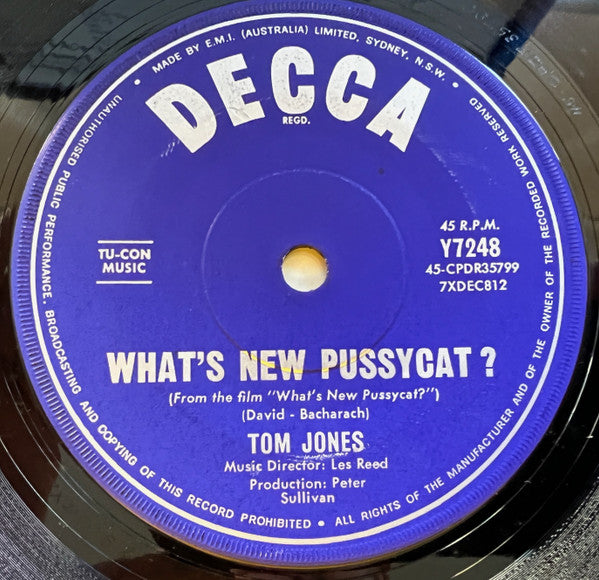 • MADE BY E.M.I. (AUSTRALIA) LIMITED, SYDNEY, N.S.W. •
DECCA
REGD.
TU-CON
MUSIC
45 R.P.M.
Y7248
45-CPDR35799
7XDEC812
WHAT'S NEW PUSSYCAT ?
(From the film "What's New Pussycat?")
(David - Bacharach)
TOM JONES
Music Director: Les Reed
Production: Peter
Sullivan
UNAUTHORISED PUBLIC PERFORMANCE, BROADCASTING AND COPYING OF THIS RECORD PROHIBITED • ALL RIGHTS OF THE MANUFACTURER AND OF THE OWNER OF THE RECORDED WORK RESERVED